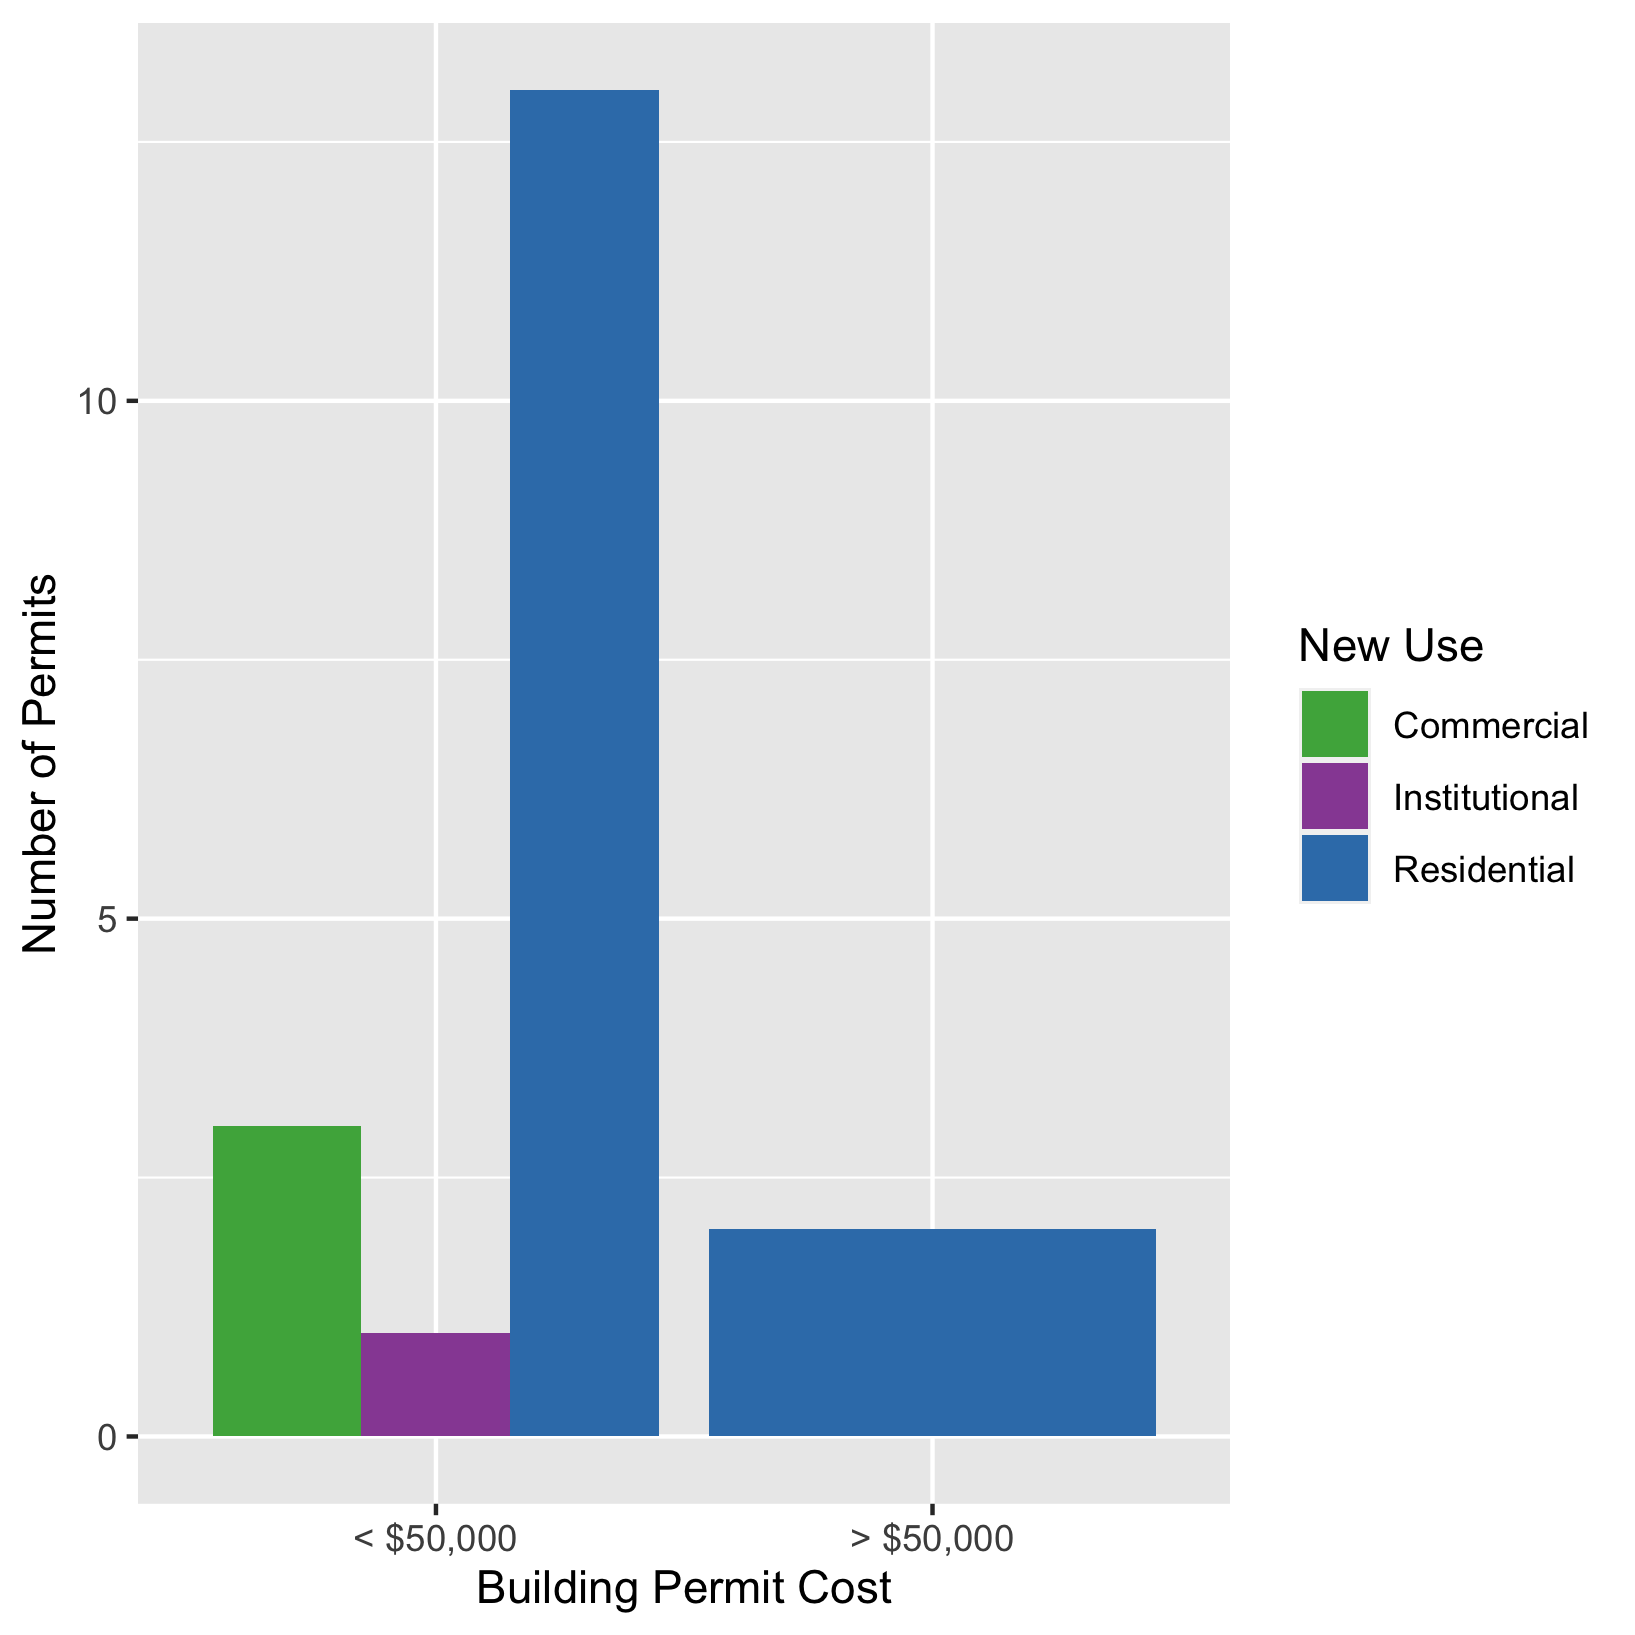 Number of Permits
10
5
0
< $50,000
> $50,000
Building Permit Cost
New Use
Commercial
Institutional
Residential